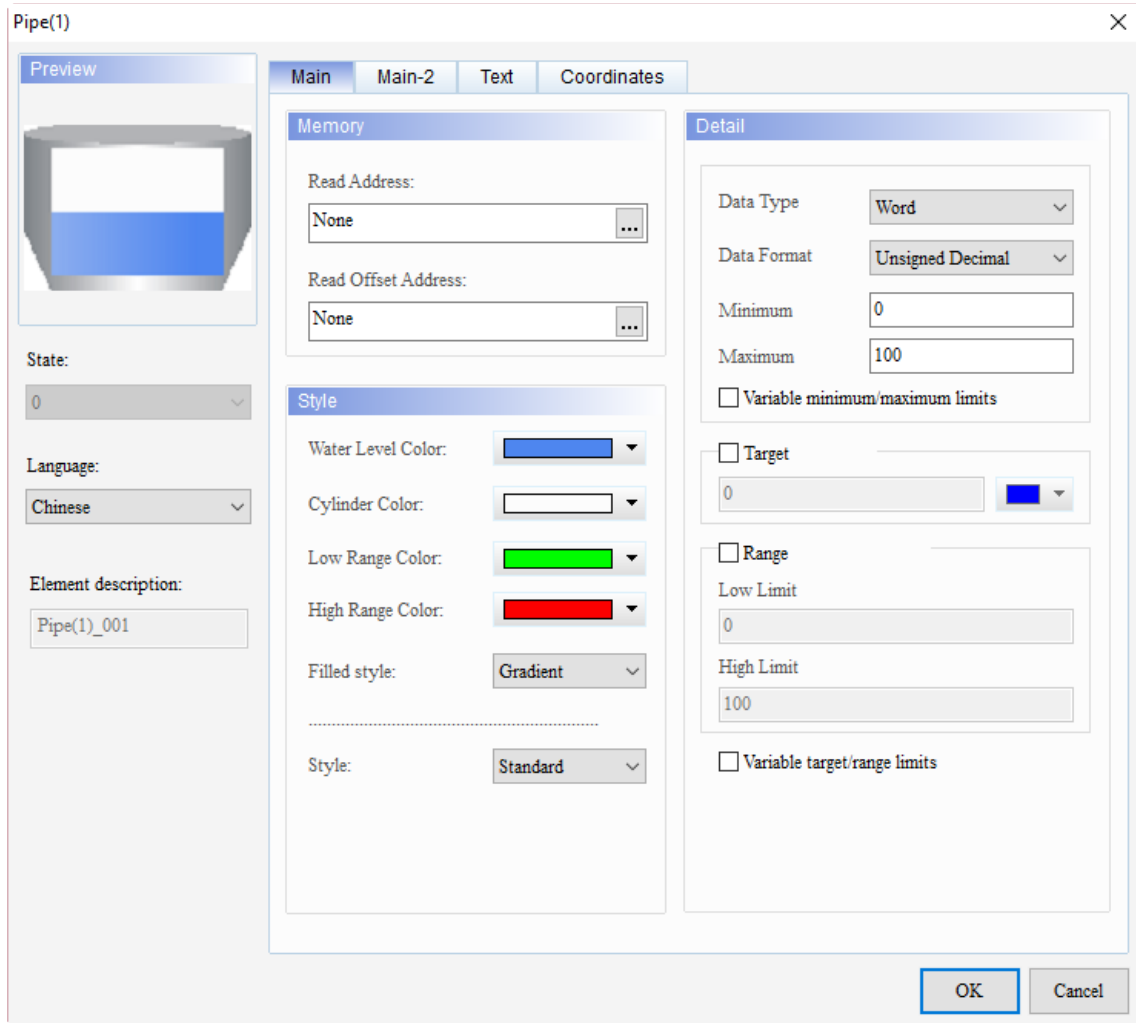 Pipe(1)
Preview
State:
0
Language:
Chinese
Element description:
Pipe(1)_001
Main Main-2 Text Coordinates
Memory
Read Address:
None ...
Read Offset Address:
None ...
Style
Water Level Color:
Cylinder Color:
Low Range Color:
High Range Color:
Filled style: Gradient
Style: Standard
Detail
Data Type Word
Data Format Unsigned Decimal
Minimum 0
Maximum 100
Variable minimum/maximum limits
Target
0
Range
Low Limit
0
High Limit
100
Variable target/range limits
OK Cancel